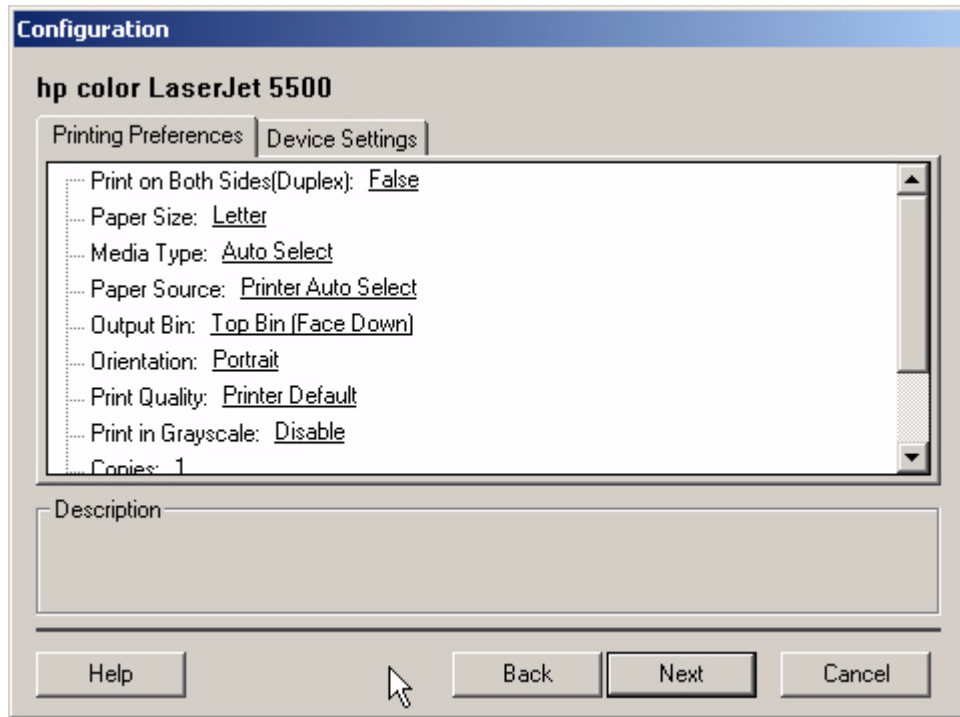 Configuration
hp color LaserJet 5500
Printing Preferences Device Settings
Print on Both Sides(Duplex): False
Paper Size: Letter
Media Type: Auto Select
Paper Source: Printer Auto Select
Output Bin: Top Bin (Face Down)
Orientation: Portrait
Print Quality: Printer Default
Print in Grayscale: Disable
Copies: 1
Description
Help Back Next Cancel